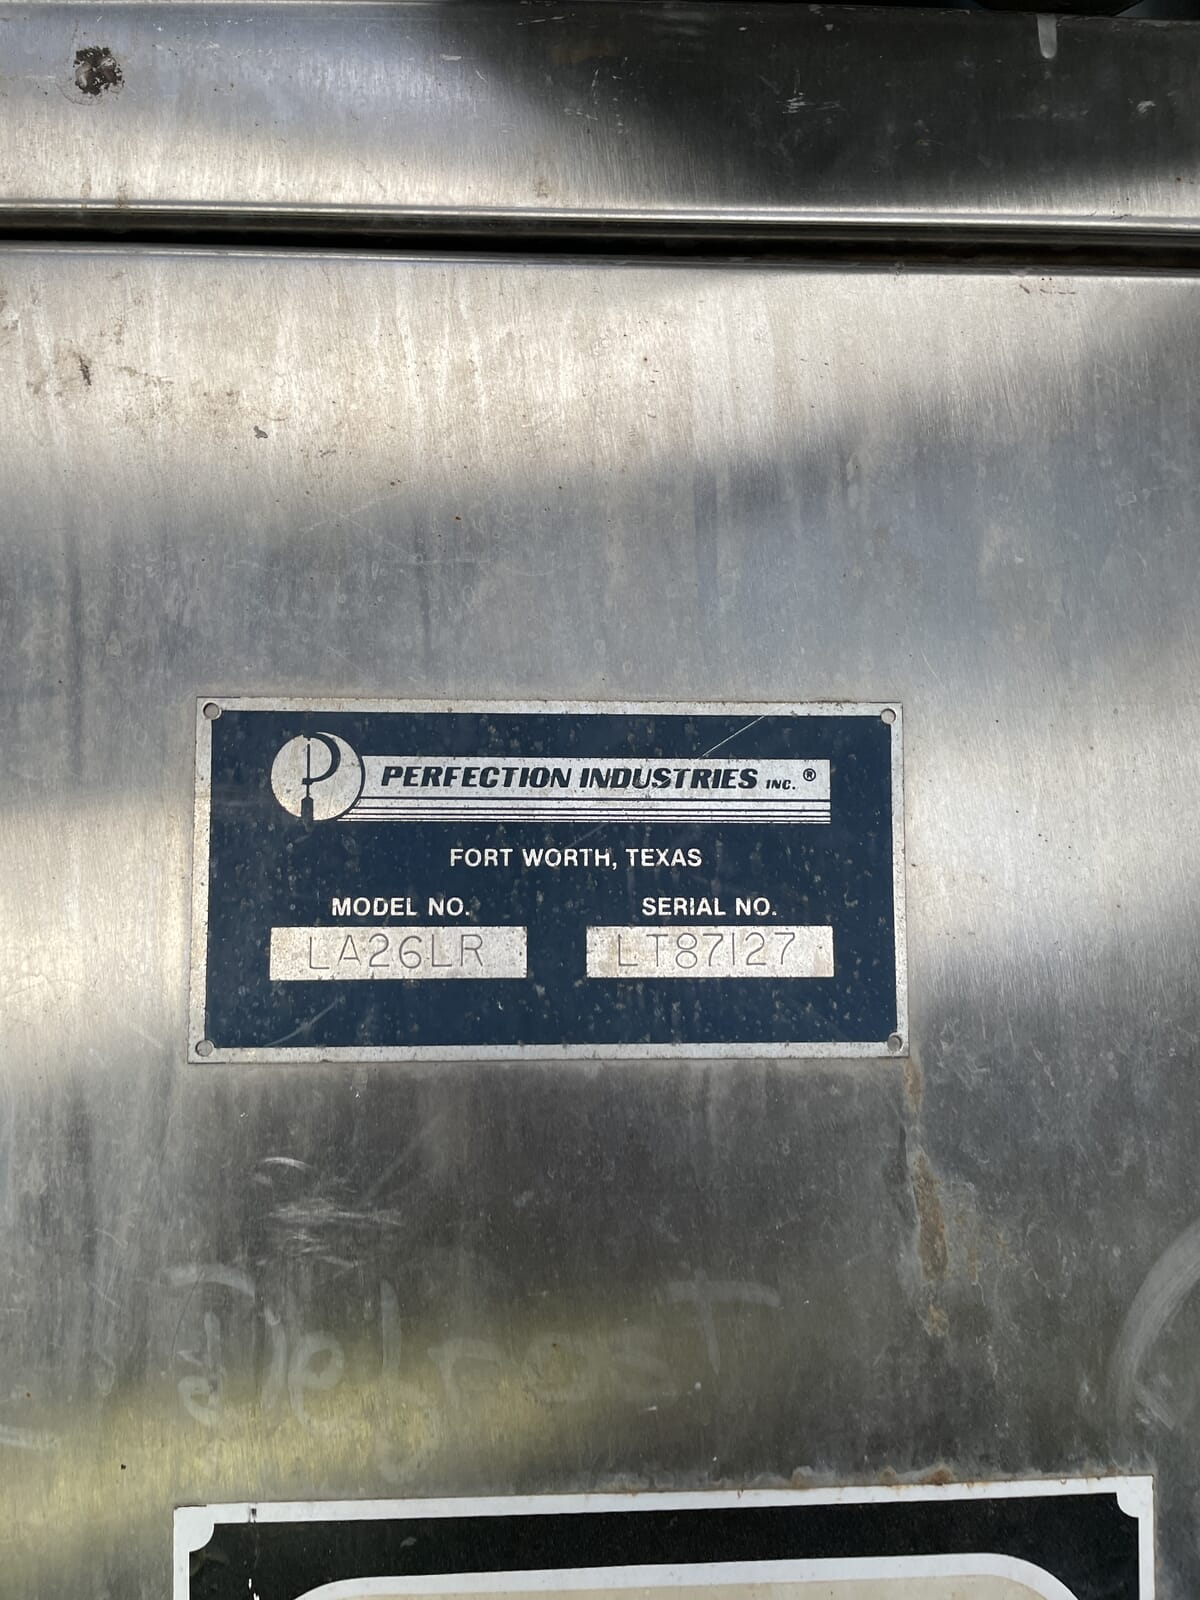 P PERFECTION INDUSTRIES INC. ®
FORT WORTH, TEXAS
MODEL NO. SERIAL NO.
LA26LR LT87127